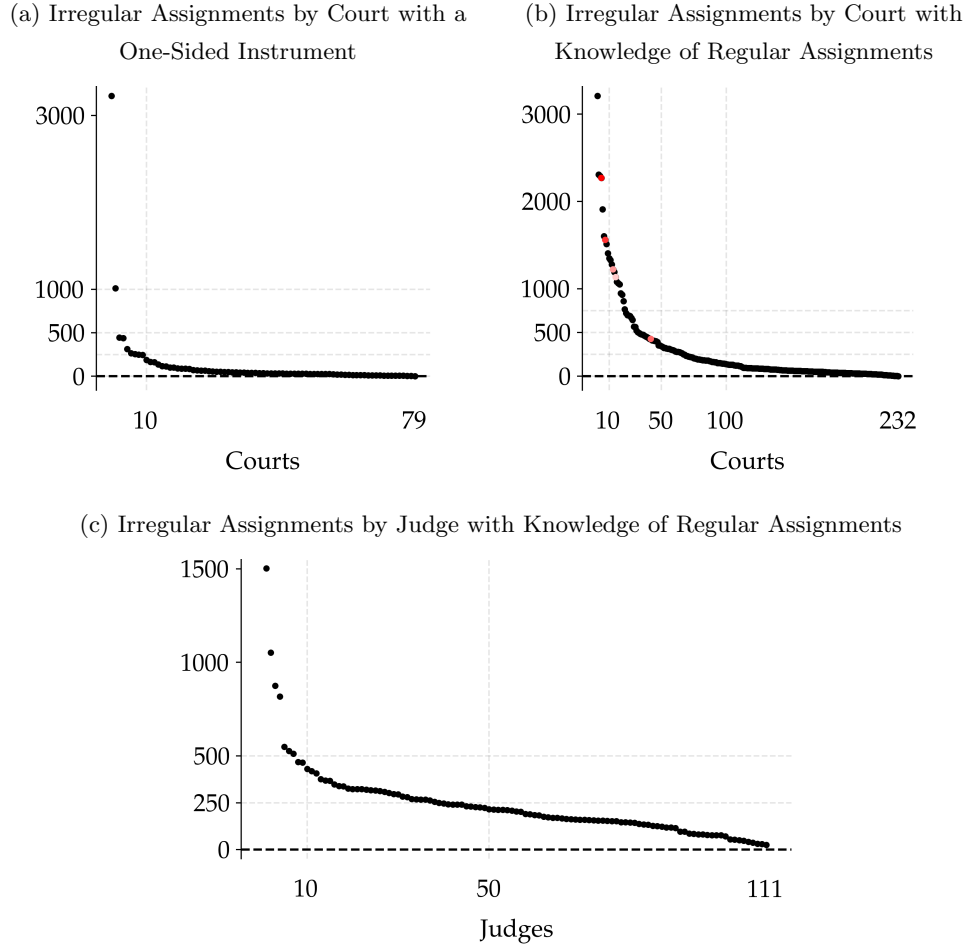 (a) Irregular Assignments by Court with a
One-Sided Instrument
3000
1000
500
0
10
79
Courts
(b) Irregular Assignments by Court with
Knowledge of Regular Assignments
3000
2000
1000
500
0
10
50
100
232
Courts
(c) Irregular Assignments by Judge with Knowledge of Regular Assignments
1500
1000
500
250
0
10
50
111
Judges